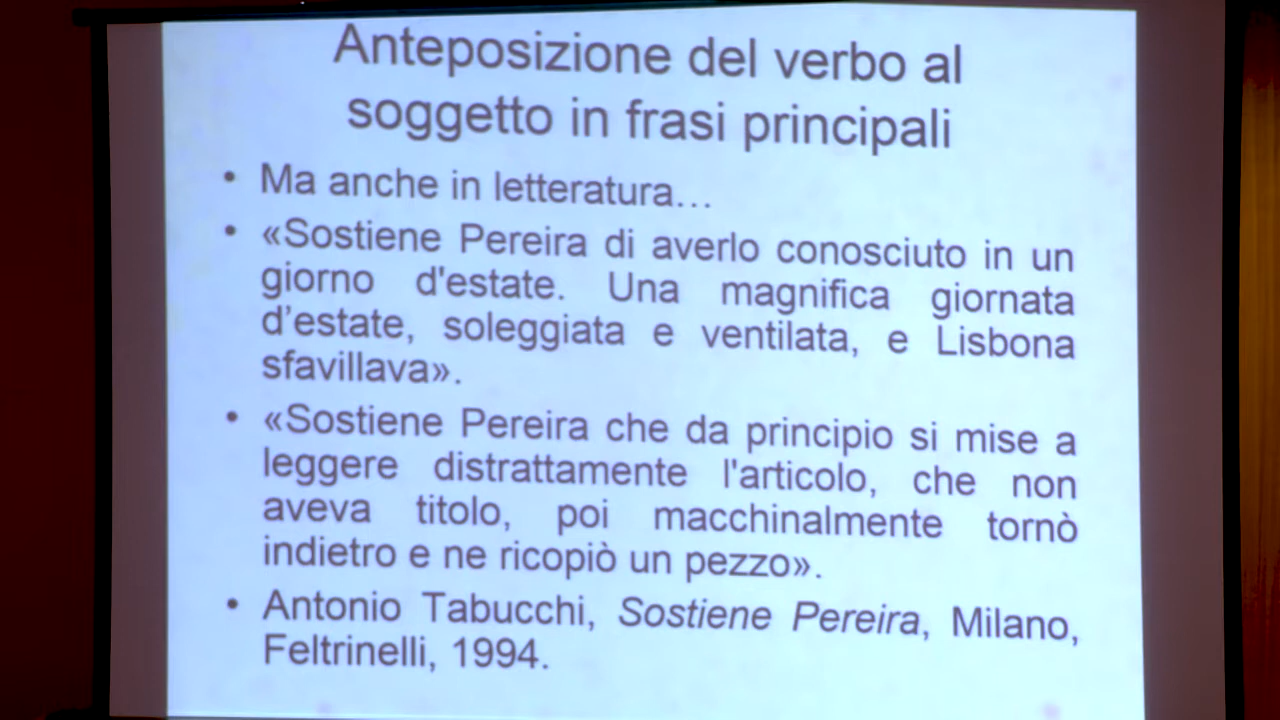 Anteposizione del verbo al
soggetto in frasi principali
• Ma anche in letteratura…
• «Sostiene Pereira di averlo conosciuto in un
giorno d'estate. Una magnifica giornata
d’estate, soleggiata e ventilata, e Lisbona
sfavillava».
• «Sostiene Pereira che da principio si mise a
leggere distrattamente l'articolo, che non
aveva titolo, poi macchinalmente tornò
indietro e ne ricopiò un pezzo».
• Antonio Tabucchi, Sostiene Pereira, Milano,
Feltrinelli, 1994.